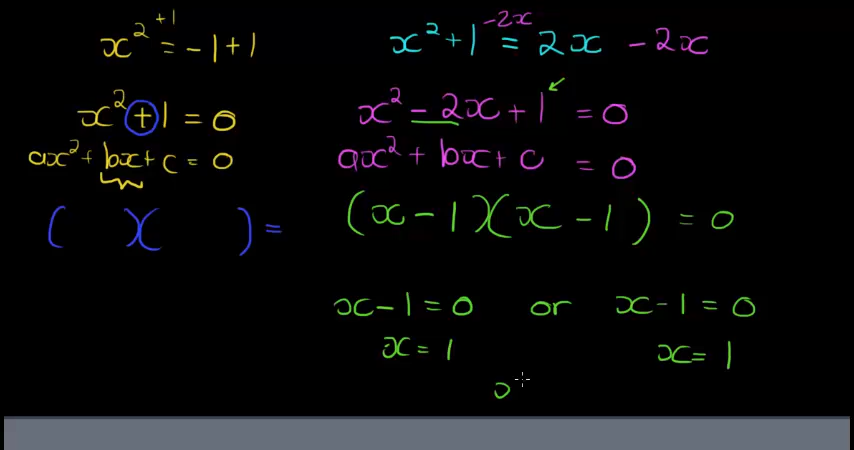 x² +1 = -1 + 1
x² + 1 = 0
ax² + bx + c = 0
( )( ) =
x² + 1 -2x = 2x - 2x
x² - 2x + 1 = 0
ax² + bx + c = 0
(x - 1)(x - 1) = 0
x - 1 = 0 or x - 1 = 0
x = 1 x = 1